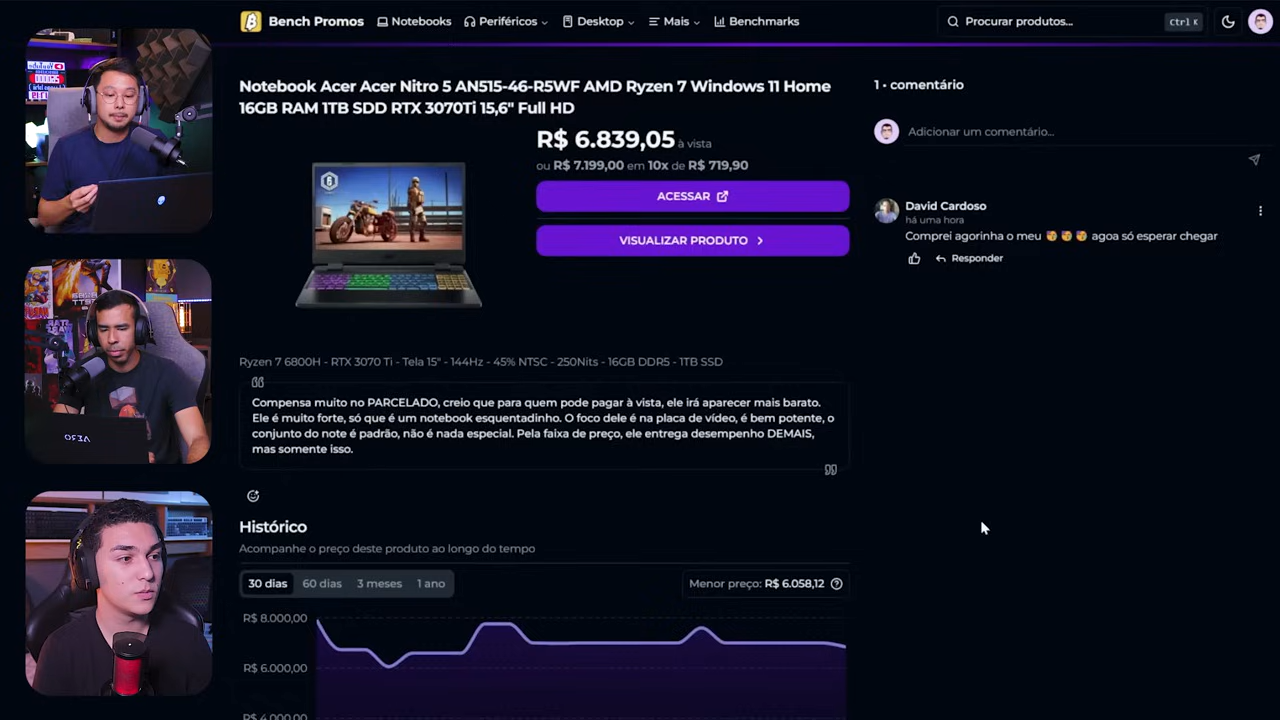 Bench Promos
Notebooks
Periféricos
Desktop
Mais
Benchmarks
Procurar produtos...
Ctrl K
Notebook Acer Acer Nitro 5 AN515-46-R5WF AMD Ryzen 7 Windows 11 Home
16GB RAM 1TB SDD RTX 3070Ti 15,6" Full HD
R$ 6.839,05 à vista
ou R$ 7.199,00 em 10x de R$ 719,90
ACESSAR
VISUALIZAR PRODUTO
Ryzen 7 6800H - RTX 3070 Ti - Tela 15" - 144Hz - 45% NTSC - 250Nits - 16GB DDR5 - 1TB SSD
Compensa muito no PARCELADO, creio que para quem pode pagar à vista, ele irá aparecer mais barato.
Ele é muito forte, só que é um notebook esquentadinho. O foco dele é na placa de vídeo, é bem potente, o
conjunto do note é padrão, não é nada especial. Pela faixa de preço, ele entrega desempenho DEMAIS,
mas somente isso.
Histórico
Acompanhe o preço deste produto ao longo do tempo
30 dias
60 dias
3 meses
1 ano
Menor preço: R$ 6.058,12
R$ 8.000,00
R$ 6.000,00
R$ 4.000,00
1 • comentário
Adicionar um comentário...
David Cardoso
há uma hora
Comprei agorinha o meu 🥳 🥳 🥳 agoa só esperar chegar
Responder